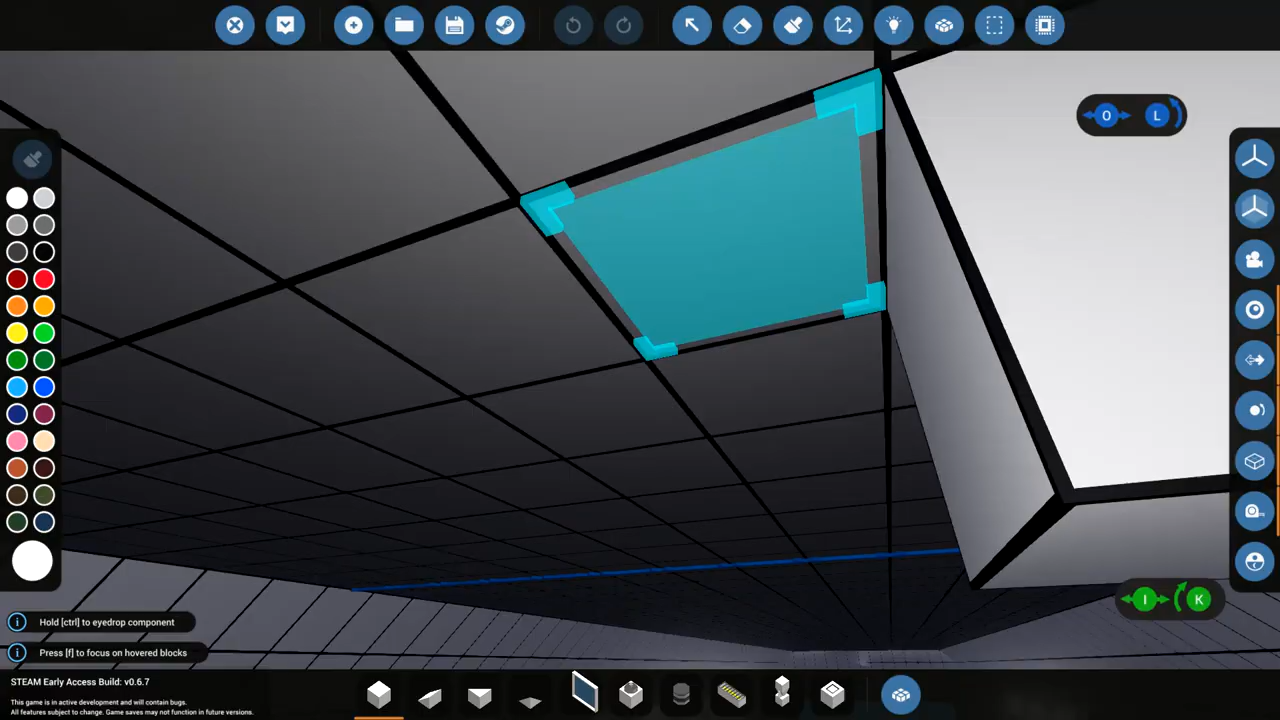 O L
Hold [ctrl] to eyedrop component
I K
Press [f] to focus on hovered blocks
STEAM Early Access Build: v0.6.7
This game is in active development and will contain bugs.
All features subject to change. Game saves may not function in future versions.